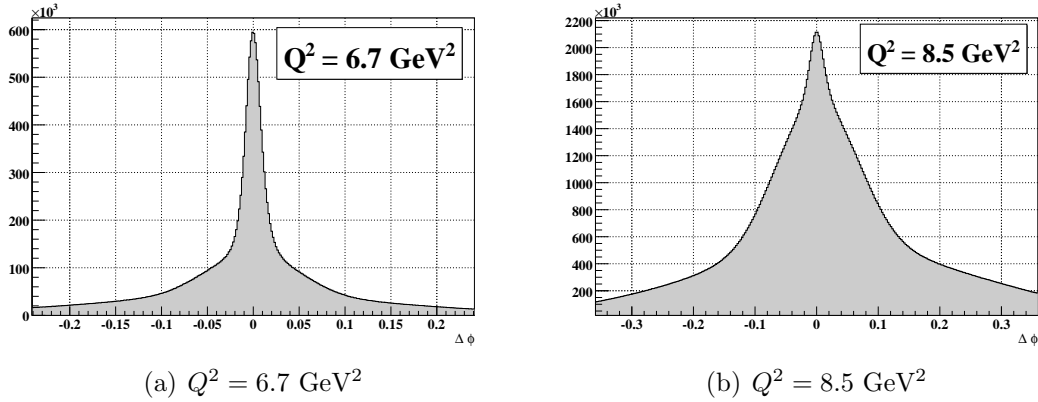 ×10³
600
500
400
300
200
100
0
-0.2 -0.15 -0.1 -0.05 0 0.05 0.1 0.15 0.2
Δ ϕ
Q² = 6.7 GeV²
(a) Q² = 6.7 GeV²
×10³
2200
2000
1800
1600
1400
1200
1000
800
600
400
200
-0.3 -0.2 -0.1 0 0.1 0.2 0.3
Δ ϕ
Q² = 8.5 GeV²
(b) Q² = 8.5 GeV²